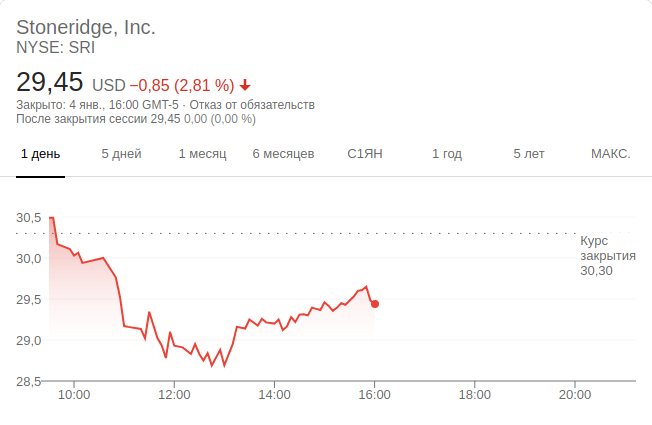 Stoneridge, Inc.
NYSE: SRI
29,45 USD −0,85 (2,81 %)
Закрыто: 4 янв., 16:00 GMT-5 · Отказ от обязательств
После закрытия сессии 29,45 0,00 (0,00 %)
1 день 5 дней 1 месяц 6 месяцев С1ЯН 1 год 5 лет МАКС.
30,5
Курс
закрытия
30,30
30,0
29,5
29,0
28,5
10:00 12:00 14:00 16:00 18:00 20:00